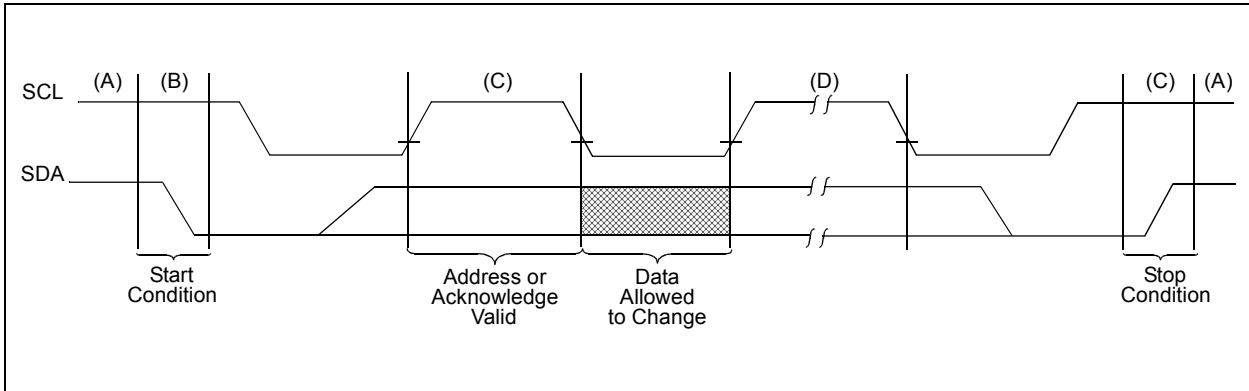 (A) (B) (C) (D) (C) (A)
SCL
SDA
Start
Condition
Address or
Acknowledge
Valid
Data
Allowed
to Change
Stop
Condition